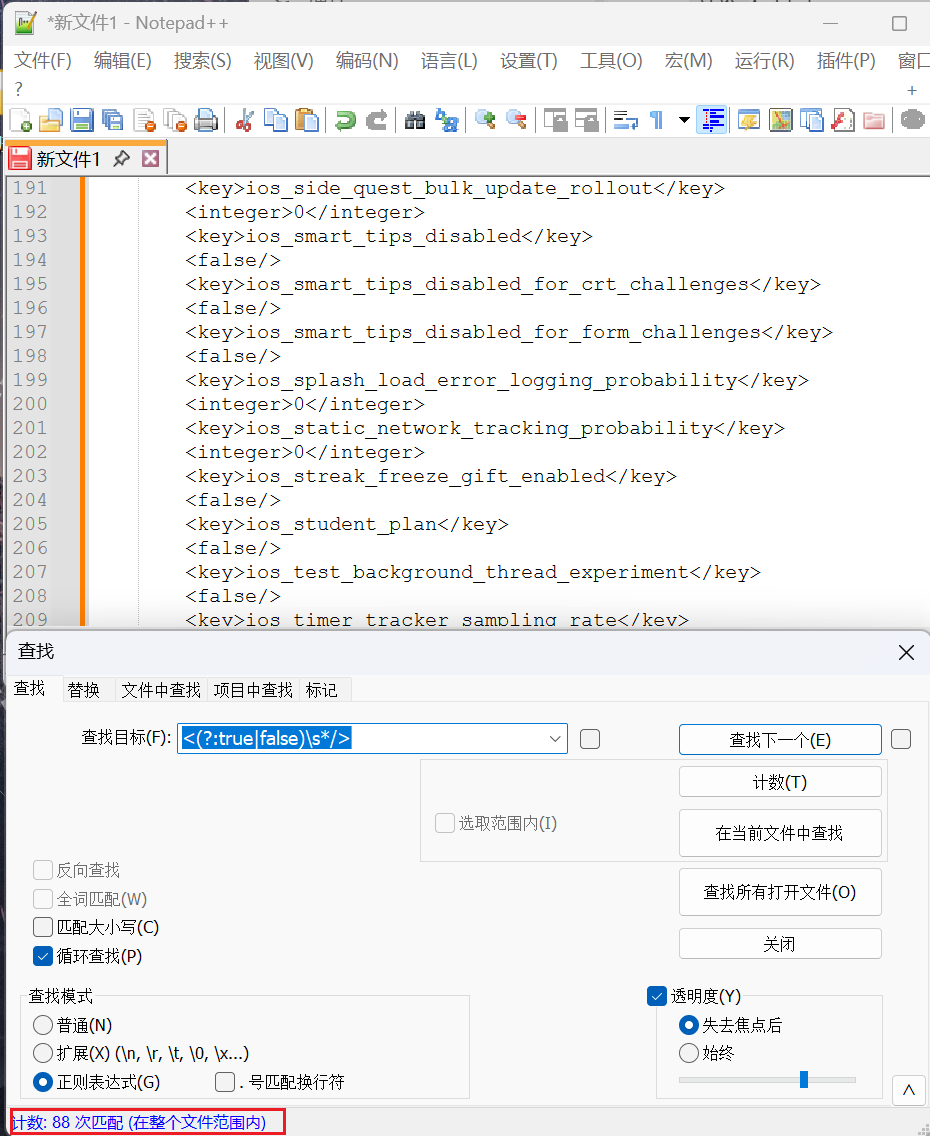 *新文件1 - Notepad++
文件(F) 编辑(E) 搜索(S) 视图(V) 编码(N) 语言(L) 设置(T) 工具(O) 宏(M) 运行(R) 插件(P) 窗口
? +
新文件1
191 <key>ios_side_quest_bulk_update_rollout</key>
192 <integer>0</integer>
193 <key>ios_smart_tips_disabled</key>
194 <false/>
195 <key>ios_smart_tips_disabled_for_crt_challenges</key>
196 <false/>
197 <key>ios_smart_tips_disabled_for_form_challenges</key>
198 <false/>
199 <key>ios_splash_load_error_logging_probability</key>
200 <integer>0</integer>
201 <key>ios_static_network_tracking_probability</key>
202 <integer>0</integer>
203 <key>ios_streak_freeze_gift_enabled</key>
204 <false/>
205 <key>ios_student_plan</key>
206 <false/>
207 <key>ios_test_background_thread_experiment</key>
208 <false/>
209 <key>ios_timer_tracker_sampling_rate</key>
查找
查找 替换 文件中查找 项目中查找 标记
查找目标(F): <(?:true|false)\s*/> 查找下一个(E)
计数(T)
选取范围内(I) 在当前文件中查找
反向查找
查找所有打开文件(O)
全词匹配(W)
匹配大小写(C)
关闭
循环查找(P)
查找模式 透明度(Y)
普通(N) 失去焦点后
扩展(X) (\n, \r, \t, \0, \x...) 始终
正则表达式(G) . 号匹配换行符
计数: 88 次匹配 (在整个文件范围内)